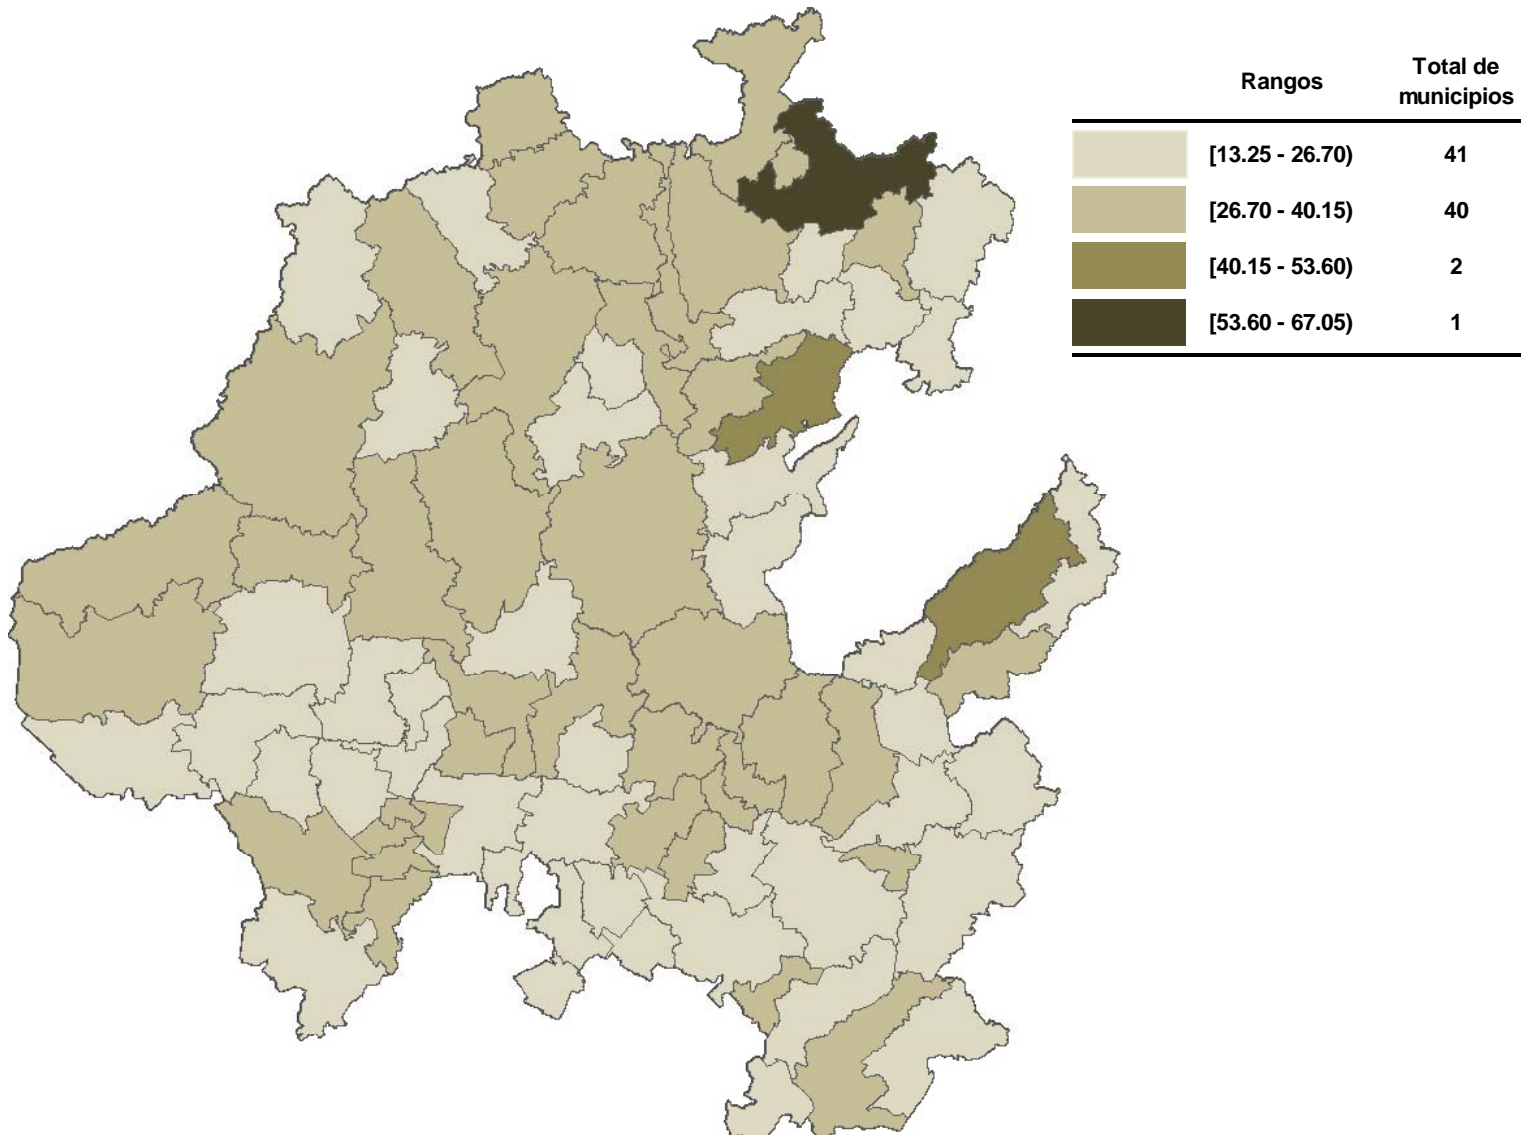 Rangos Total de
municipios
[13.25 - 26.70) 41
[26.70 - 40.15) 40
[40.15 - 53.60) 2
[53.60 - 67.05) 1